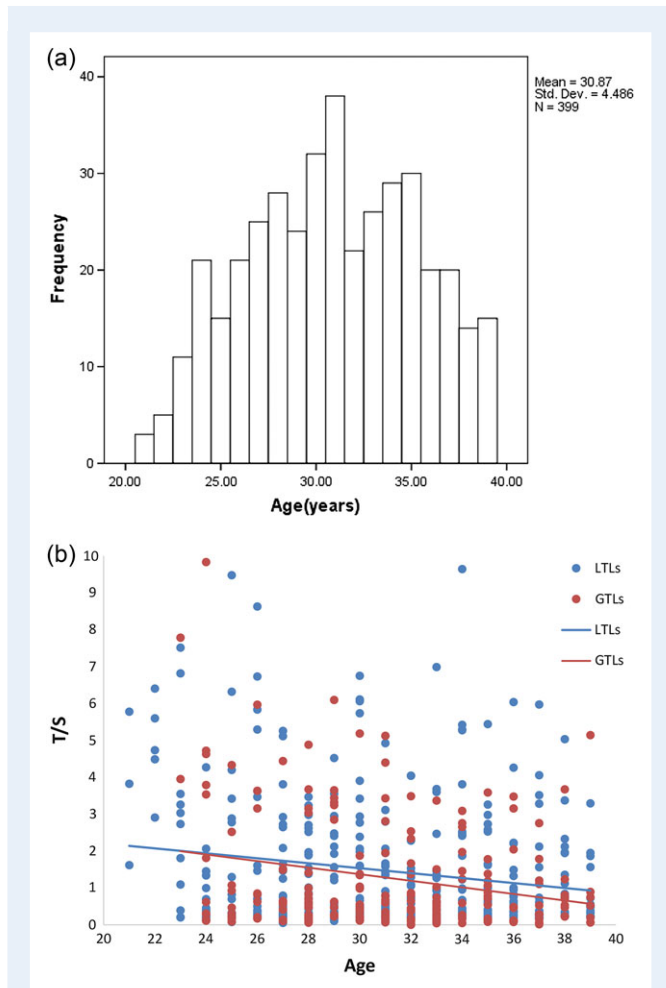 (a)
40
30
20
10
0
Frequency
20.00 25.00 30.00 35.00 40.00
Age(years)
Mean = 30.87
Std. Dev. = 4.486
N = 399
(b)
10
9
8
7
6
5
4
3
2
1
0
T/S
20 22 24 26 28 30 32 34 36 38 40
Age
LTLs
GTLs
LTLs
GTLs